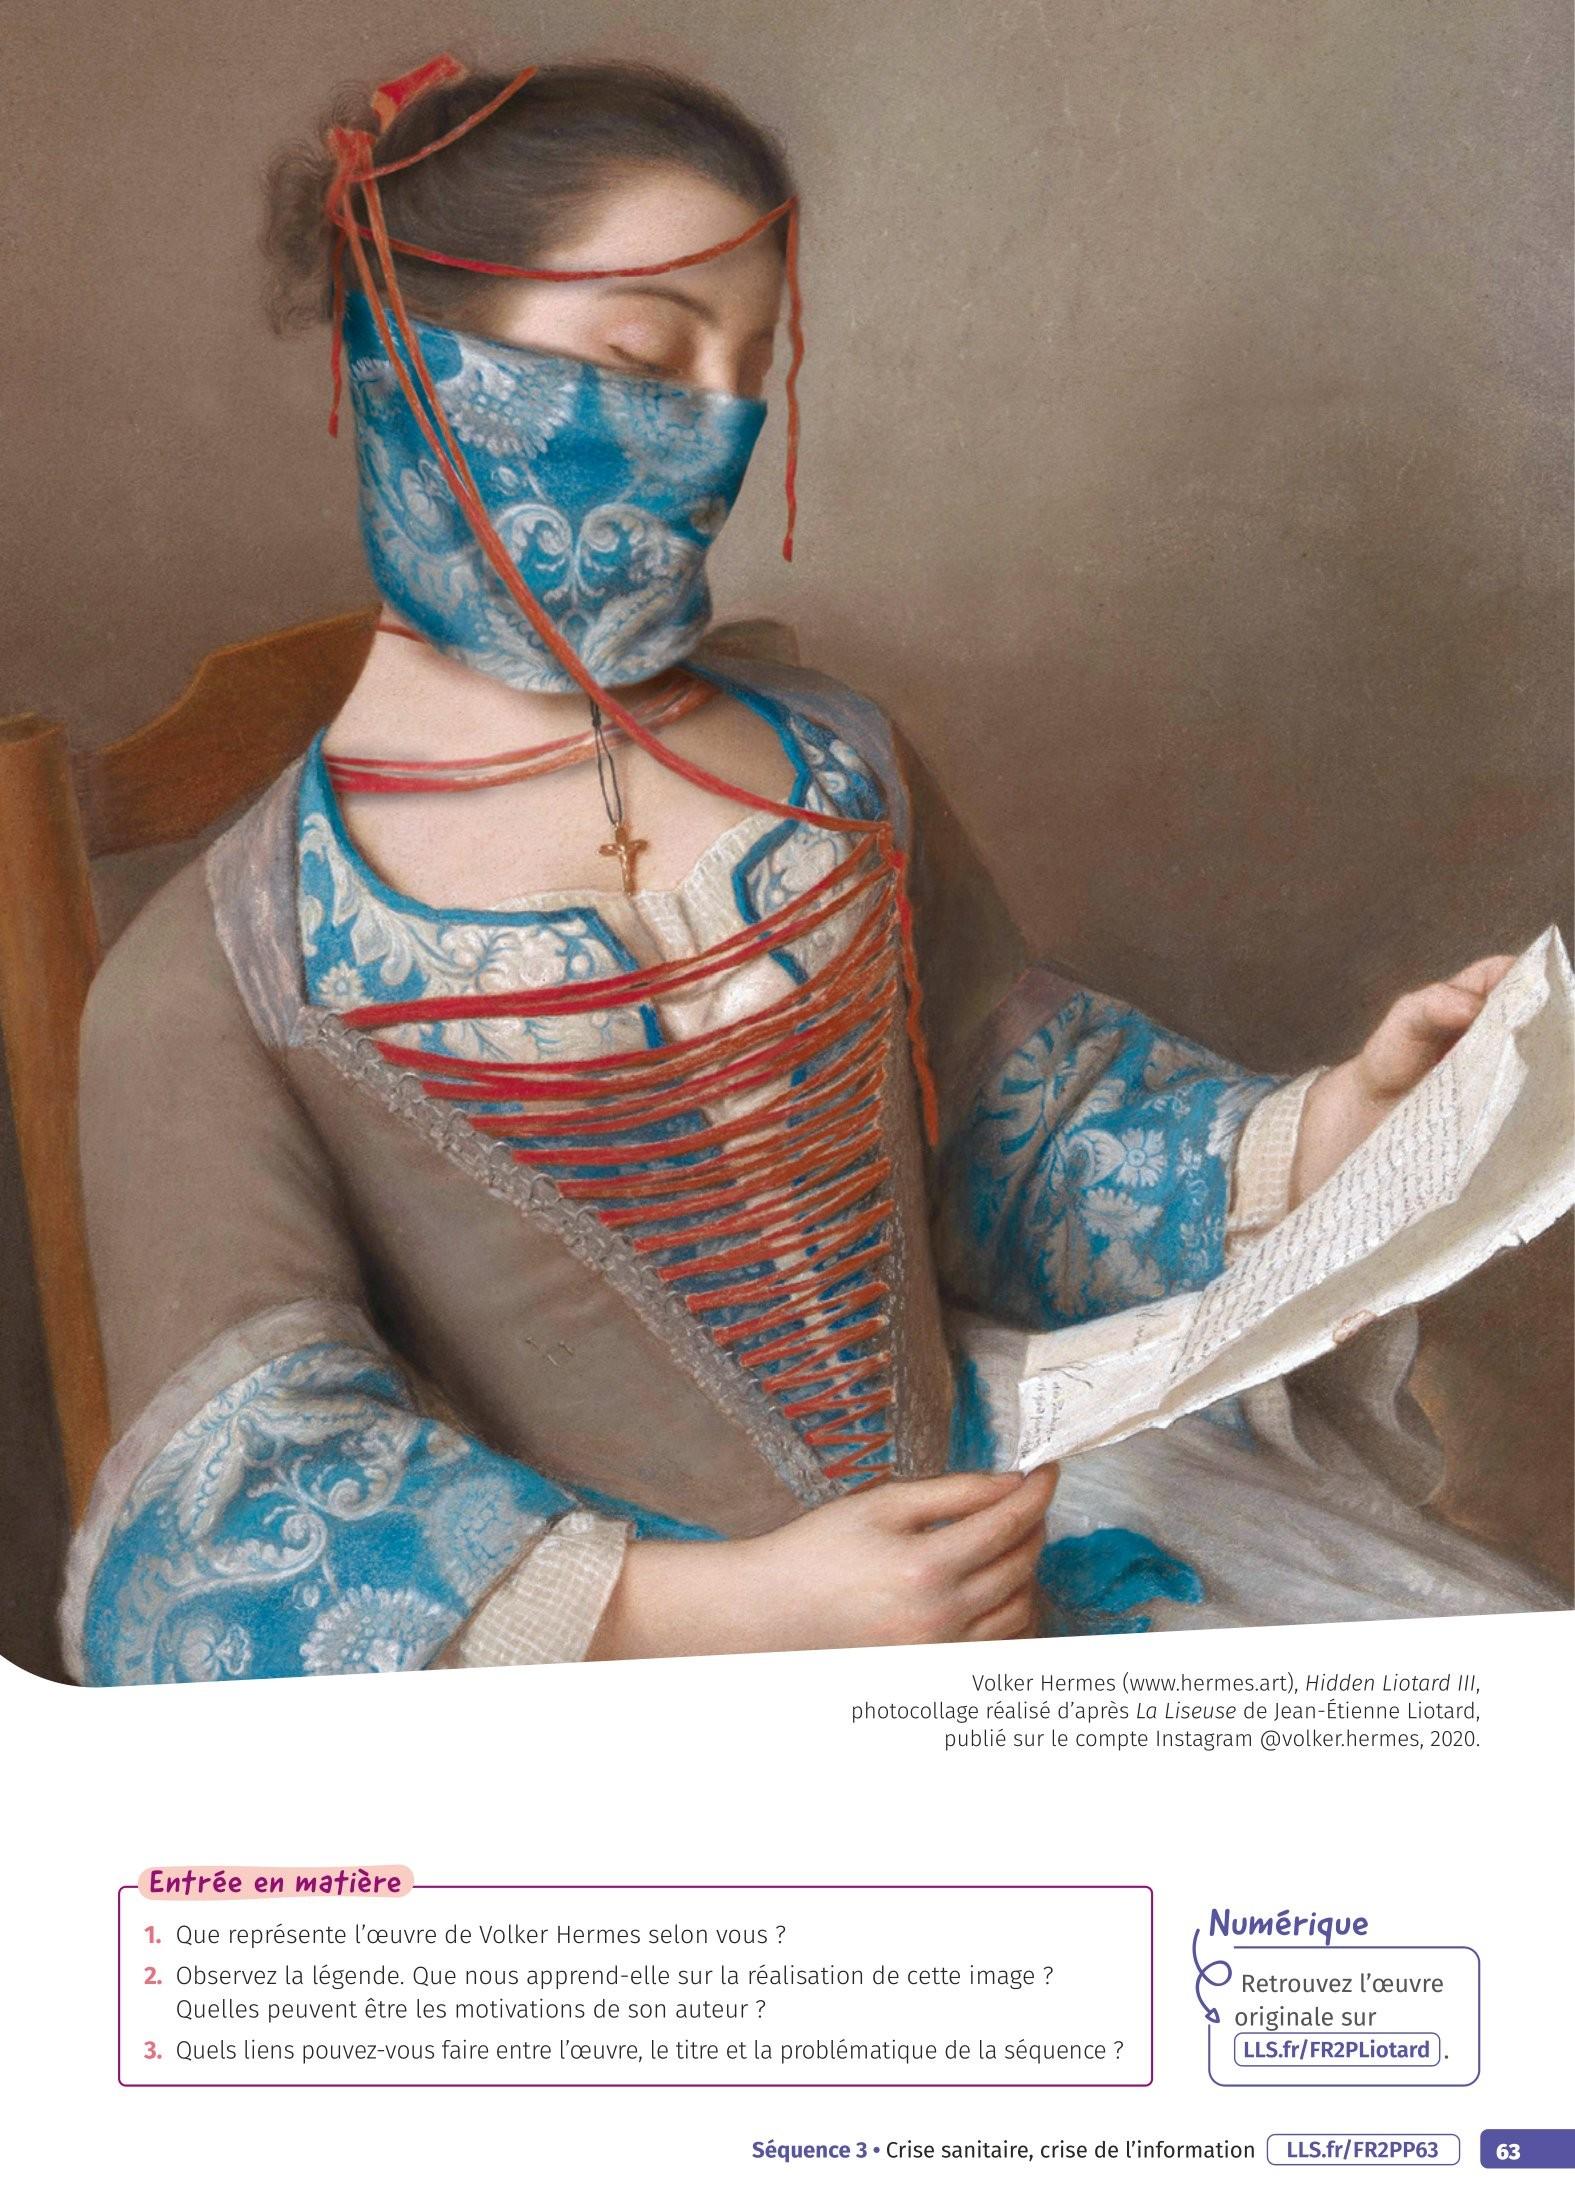 Volker Hermes (www.hermes.art), Hidden Liotard III,
photocollage réalisé d'après La Liseuse de Jean-Étienne Liotard,
publié sur le compte Instagram @volker.hermes, 2020.
Entrée en matière
1. Que représente l'œuvre de Volker Hermes selon vous ?
2. Observez la légende. Que nous apprend-elle sur la réalisation de cette image ?
Quelles peuvent être les motivations de son auteur ?
3. Quels liens pouvez-vous faire entre l'œuvre, le titre et la problématique de la séquence ?
Numérique
Retrouvez l'œuvre
originale sur
LLS.fr/FR2PLiotard .
Séquence 3 • Crise sanitaire, crise de l'information LLS.fr/FR2PP63 63